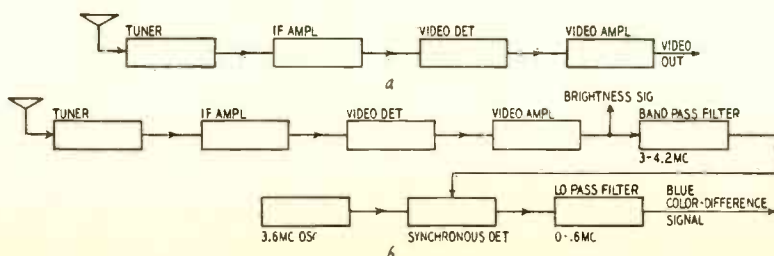 TUNER
IF AMPL
VIDEO DET
VIDEO AMPL
VIDEO
OUT
a
BRIGHTNESS SIG
TUNER
IF AMPL
VIDEO DET
VIDEO AMPL
BAND PASS FILTER
3-4.2MC
LO PASS FILTER
BLUE
COLOR-DIFFERENCE
SIGNAL
3.6MC OSC
SYNCHRONOUS DET
0-.6MC
b